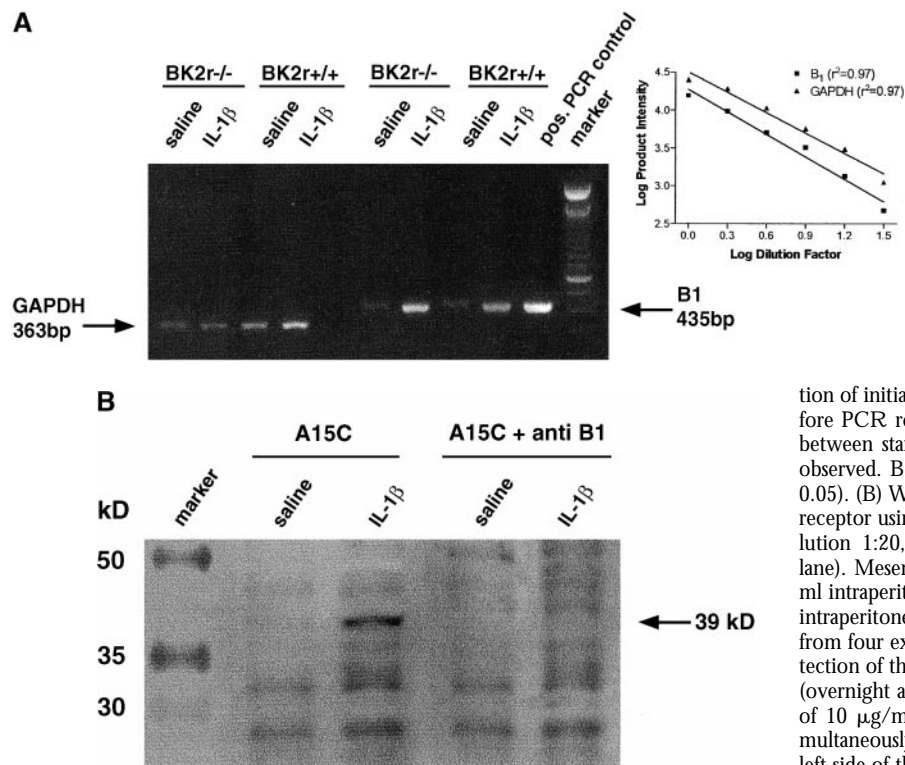 A
BK2r-/- BK2r+/+ BK2r-/- BK2r+/+
saline IL-1β saline IL-1β saline IL-1β saline IL-1β pos. PCR control marker
GAPDH
363bp
B1
435bp
B₁ (r²=0.97)
GAPDH (r²=0.97)
Log Product Intensity
4.5
4.0
3.5
3.0
2.5
0.0 0.3 0.6 0.9 1.2 1.5
Log Dilution Factor
B
A15C A15C + anti B1
kD marker saline IL-1β saline IL-1β
50
35
30
39 kD
tion of initia
fore PCR re
between star
observed. B
0.05). (B) W
receptor usin
lution 1:20,
lane). Meser
ml intraperit
intraperitone
from four ex
tection of th
(overnight a
of 10 μg/m
multaneously
left side of th